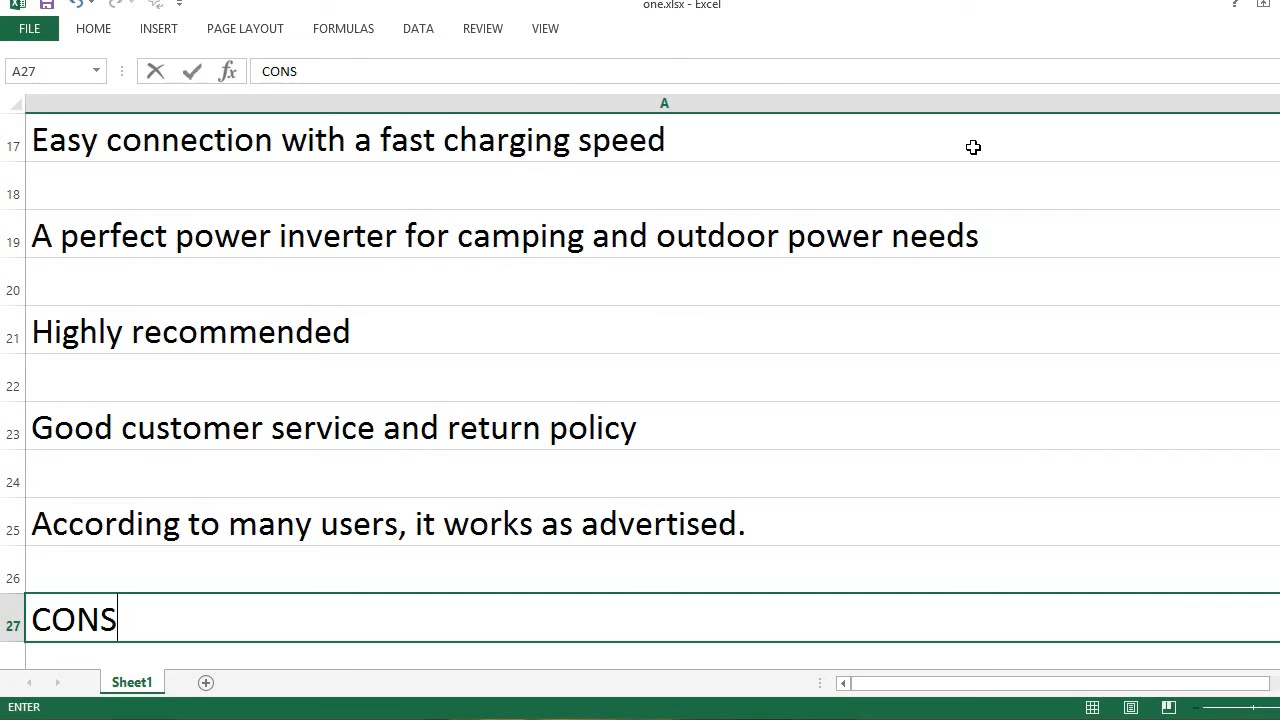 one.xlsx - Excel
?
FILE HOME INSERT PAGE LAYOUT FORMULAS DATA REVIEW VIEW
A27 fx CONS
A
17 Easy connection with a fast charging speed
18
19 A perfect power inverter for camping and outdoor power needs
20
21 Highly recommended
22
23 Good customer service and return policy
24
25 According to many users, it works as advertised.
26
27 CONS
Sheet1
ENTER